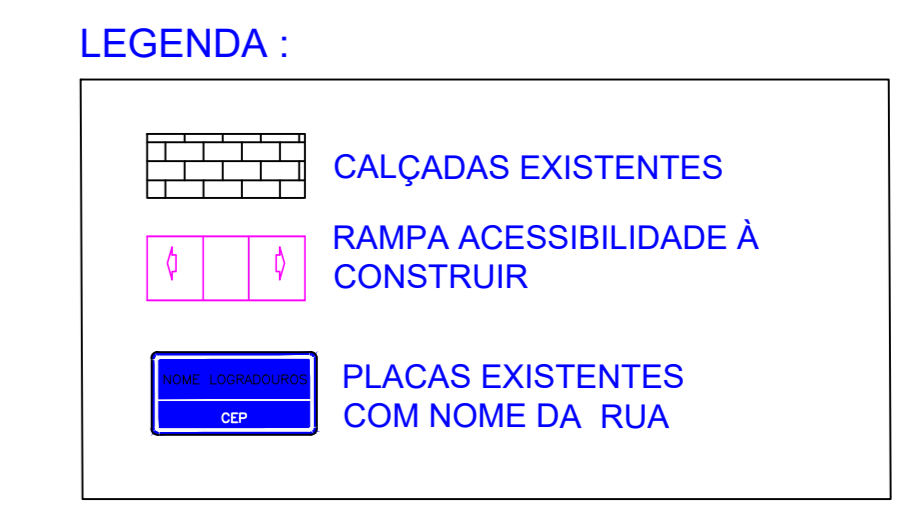 LEGENDA :
CALÇADAS EXISTENTES
RAMPA ACESSIBILIDADE À
CONSTRUIR
NOME LOGRADOUROS
CEP
PLACAS EXISTENTES
COM NOME DA RUA